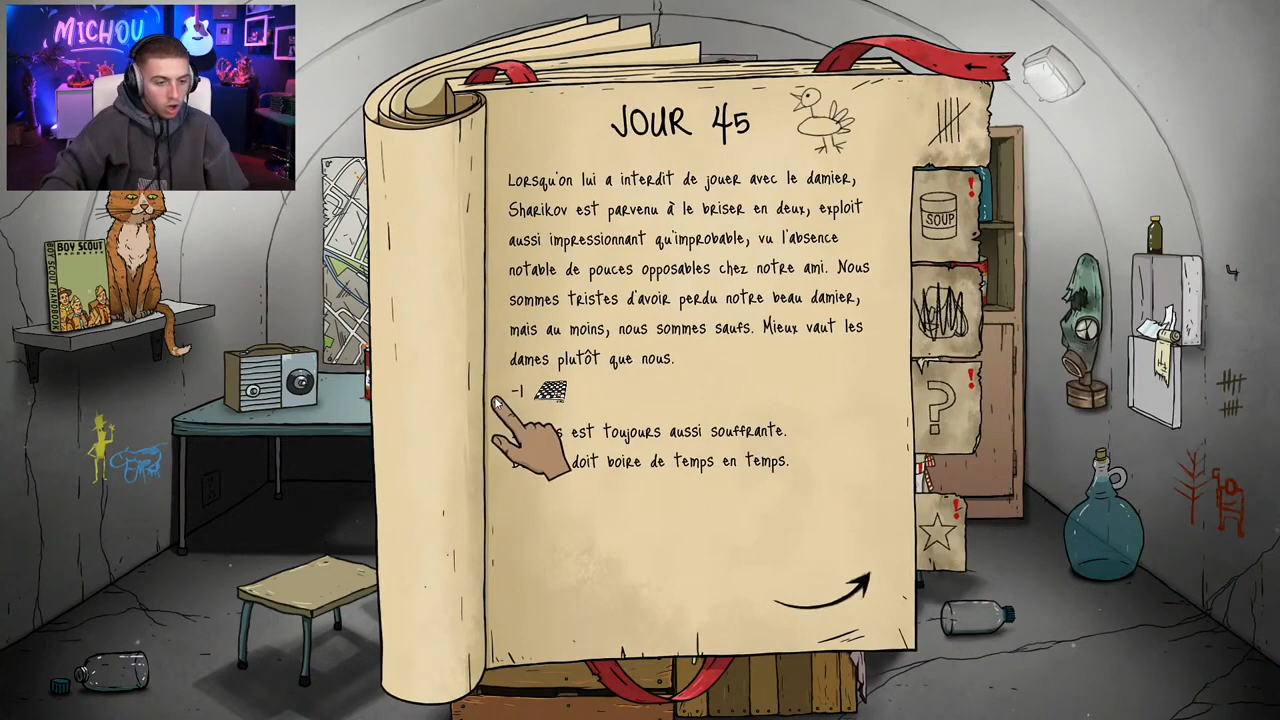 MICHOU
BOY SCOUT
HANDBOOK
BOY SCOUT HANDBOOK
JOUR 45
Lorsqu'on lui a interdit de jouer avec le damier,
Sharikov est parvenu à le briser en deux, exploit
aussi impressionnant qu'improbable, vu l'absence
notable de pouces opposables chez notre ami. Nous
sommes tristes d'avoir perdu notre beau damier,
mais au moins, nous sommes saufs. Mieux vaut les
dames plutôt que nous.
-1
est toujours aussi souffrante.
doit boire de temps en temps.
!
SOUP
!
?
!